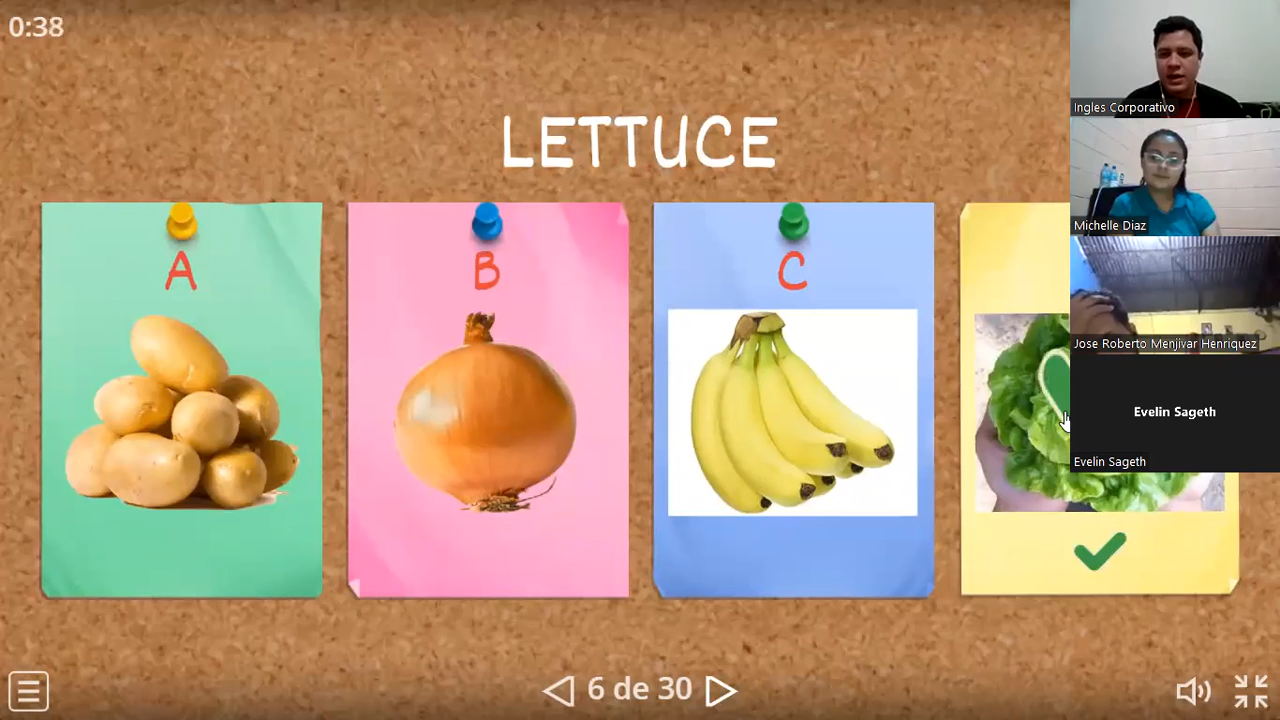 0:38
LETTUCE
A
B
C
6 de 30
Ingles Corporativo
Michelle Diaz
Jose Roberto Menjivar Henriquez
Evelin Sageth
Evelin Sageth